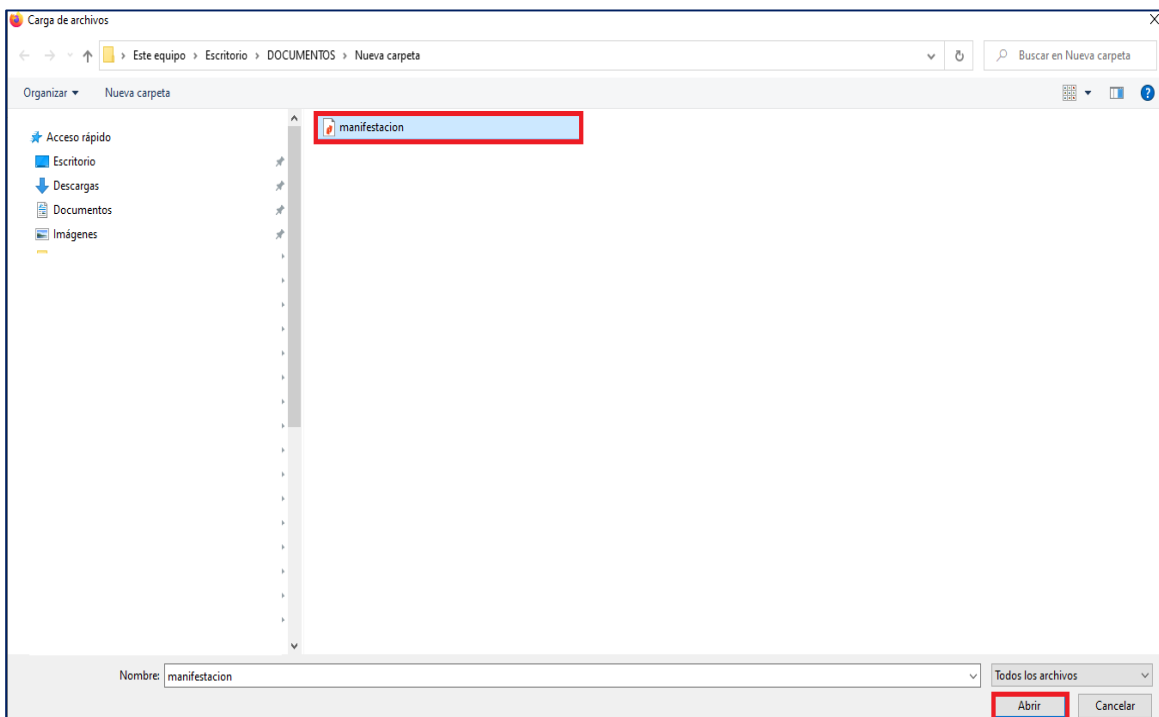 Carga de archivos
Este equipo › Escritorio › DOCUMENTOS › Nueva carpeta
Buscar en Nueva carpeta
Organizar
Nueva carpeta
Acceso rápido
Escritorio
Descargas
Documentos
Imágenes
manifestacion
Nombre: manifestacion
Todos los archivos
Abrir
Cancelar